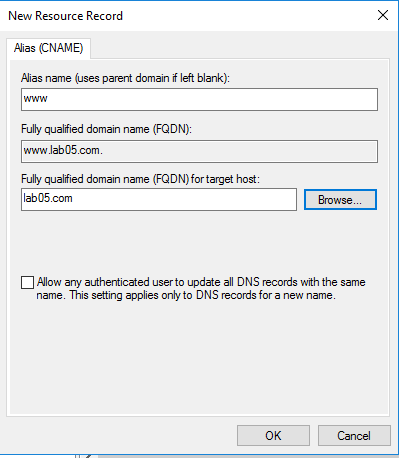 New Resource Record
Alias (CNAME)
Alias name (uses parent domain if left blank):
www
Fully qualified domain name (FQDN):
www.lab05.com.
Fully qualified domain name (FQDN) for target host:
lab05.com
Browse...
Allow any authenticated user to update all DNS records with the same
name. This setting applies only to DNS records for a new name.
OK
Cancel